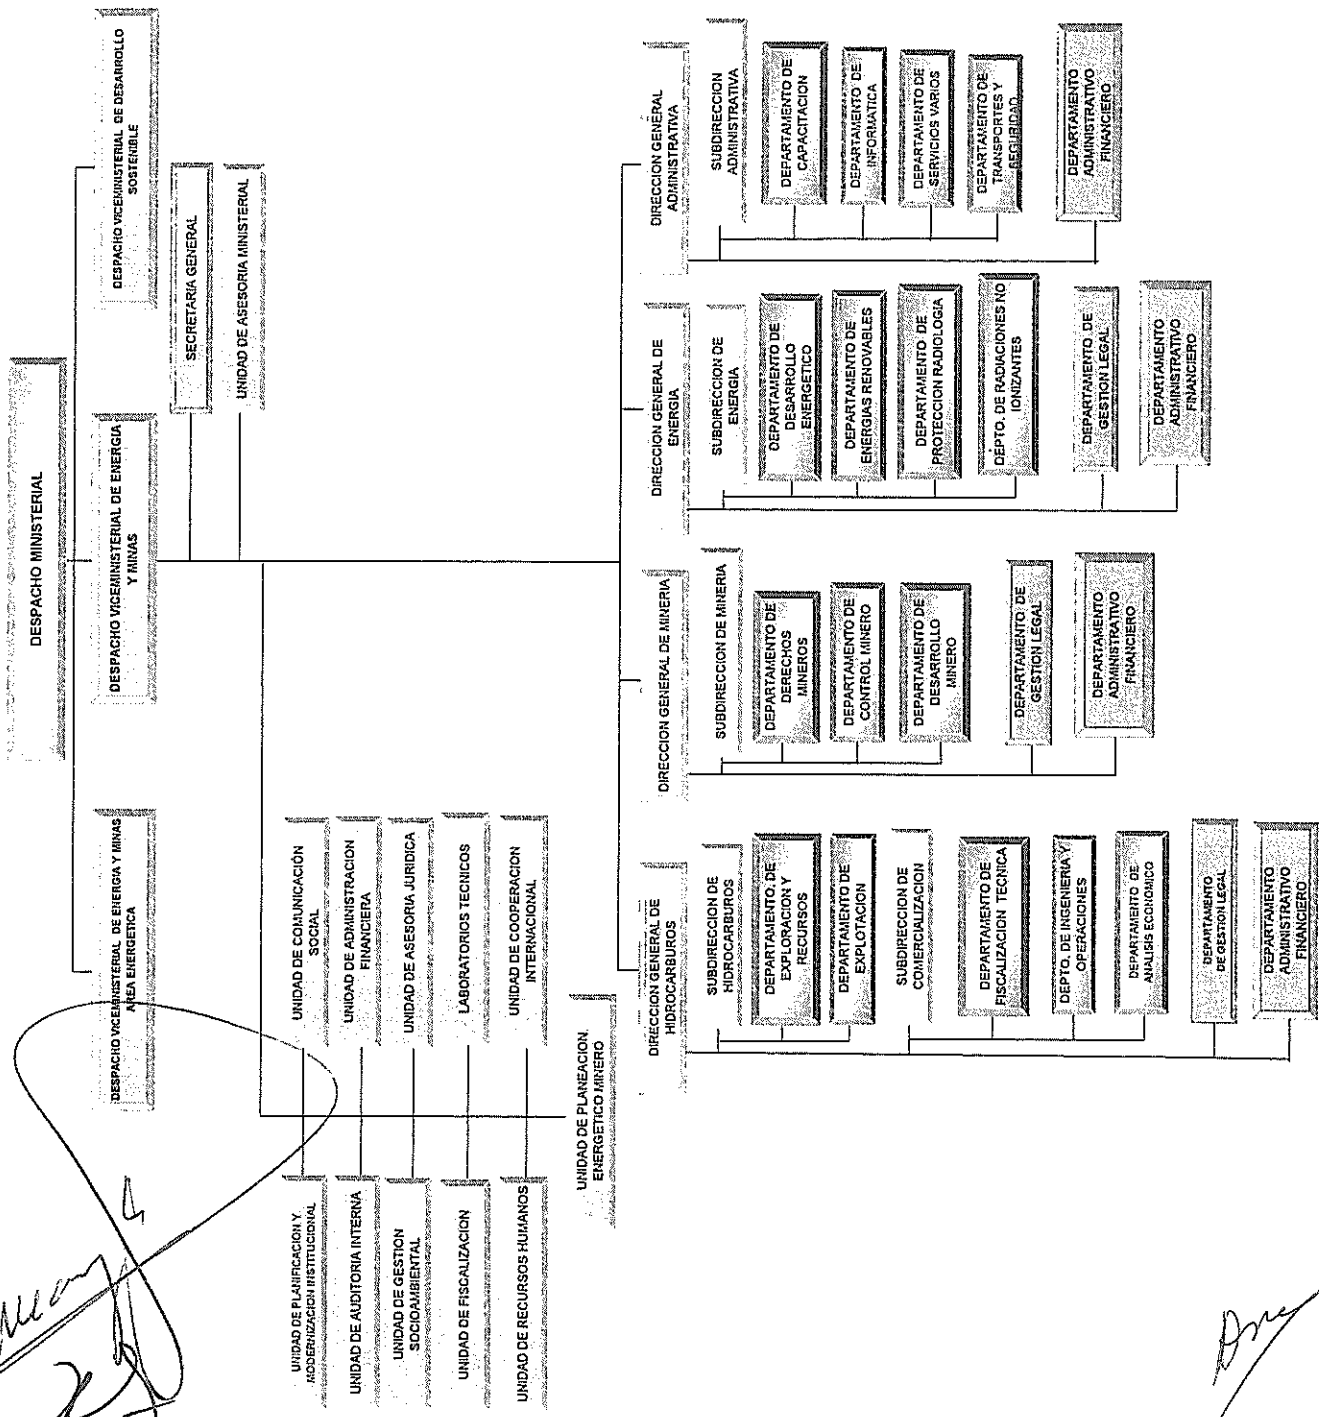 DESPACHO MINISTERIAL
DESPACHO VICEMINISTERIAL DE ENERGIA Y MINAS
AREA ENERGETICA
DESPACHO VICEMINISTERIAL DE ENERGIA
Y MINAS
DESPACHO VICEMINISTERIAL DE DESARROLLO
SOSTENIBLE
SECRETARIA GENERAL
UNIDAD DE ASESORIA MINISTERIAL
UNIDAD DE PLANIFICACION Y
MODERNIZACION INSTITUCIONAL
UNIDAD DE COMUNICACIÓN
SOCIAL
UNIDAD DE AUDITORIA INTERNA
UNIDAD DE ADMINISTRACION
FINANCIERA
UNIDAD DE GESTION
SOCIOAMBIENTAL
UNIDAD DE ASESORIA JURIDICA
UNIDAD DE FISCALIZACION
LABORATORIOS TECNICOS
UNIDAD DE RECURSOS HUMANOS
UNIDAD DE COOPERACION
INTERNACIONAL
UNIDAD DE PLANEACION
ENERGETICO MINERO
DIRECCION GENERAL DE
HIDROCARBUROS
SUBDIRECCION DE
HIDROCARBUROS
DEPARTAMENTO. DE
EXPLORACION Y
RECURSOS
DEPARTAMENTO DE
EXPLOTACION
SUBDIRECCION DE
COMERCIALIZACION
DEPARTAMENTO DE
FISCALIZACION TECNICA
DEPTO. DE INGENIERIA Y
OPERACIONES
DEPARTAMENTO DE
ANALISIS ECONOMICO
DEPARTAMENTO
DE GESTION LEGAL
DEPARTAMENTO
ADMINISTRATIVO
FINANCIERO
DIRECCION GENERAL DE MINERIA
SUBDIRECCION DE MINERIA
DEPARTAMENTO DE
DERECHOS
MINEROS
DEPARTAMENTO DE
CONTROL MINERO
DEPARTAMENTO DE
DESARROLLO
MINERO
DEPARTAMENTO DE
GESTION LEGAL
DEPARTAMENTO
ADMINISTRATIVO
FINANCIERO
DIRECCION GENERAL DE
ENERGIA
SUBDIRECCION DE
ENERGIA
DEPARTAMENTO DE
DESARROLLO
ENERGETICO
DEPARTAMENTO DE
ENERGIAS RENOVABLES
DEPARTAMENTO DE
PROTECCION RADIOLOGIA
DEPTO. DE RADIACIONES NO
IONIZANTES
DEPARTAMENTO DE
GESTION LEGAL
DEPARTAMENTO
ADMINISTRATIVO
FINANCIERO
DIRECCION GENERAL
ADMINISTRATIVA
SUBDIRECCION
ADMINISTRATIVA
DEPARTAMENTO DE
CAPACITACION
DEPARTAMENTO DE
INFORMATICA
DEPARTAMENTO DE
SERVICIOS VARIOS
DEPARTAMENTO DE
TRANSPORTES Y
SEGURIDAD
DEPARTAMENTO
ADMINISTRATIVO
FINANCIERO